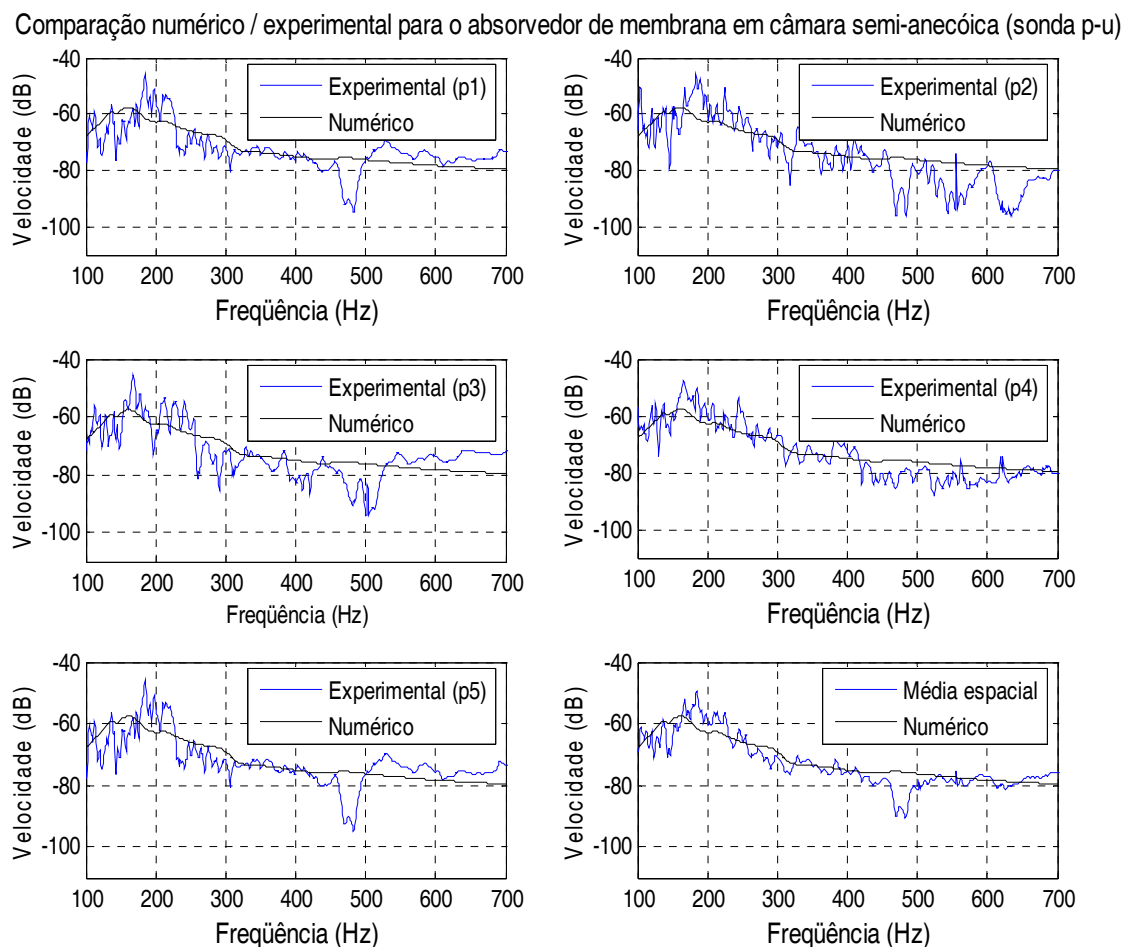 Comparação numérico / experimental para o absorvedor de membrana em câmara semi-anecóica (sonda p-u)
-40
-60
-80
-100
Velocidade (dB)
Experimental (p1)
Numérico
100 200 300 400 500 600 700
Freqüência (Hz)
-40
-60
-80
-100
Velocidade (dB)
Experimental (p2)
Numérico
100 200 300 400 500 600 700
Freqüência (Hz)
-40
-60
-80
-100
Velocidade (dB)
Experimental (p3)
Numérico
100 200 300 400 500 600 700
Freqüência (Hz)
-40
-60
-80
-100
Velocidade (dB)
Experimental (p4)
Numérico
100 200 300 400 500 600 700
Freqüência (Hz)
-40
-60
-80
-100
Velocidade (dB)
Experimental (p5)
Numérico
100 200 300 400 500 600 700
Freqüência (Hz)
-40
-60
-80
-100
Velocidade (dB)
Média espacial
Numérico
100 200 300 400 500 600 700
Freqüência (Hz)